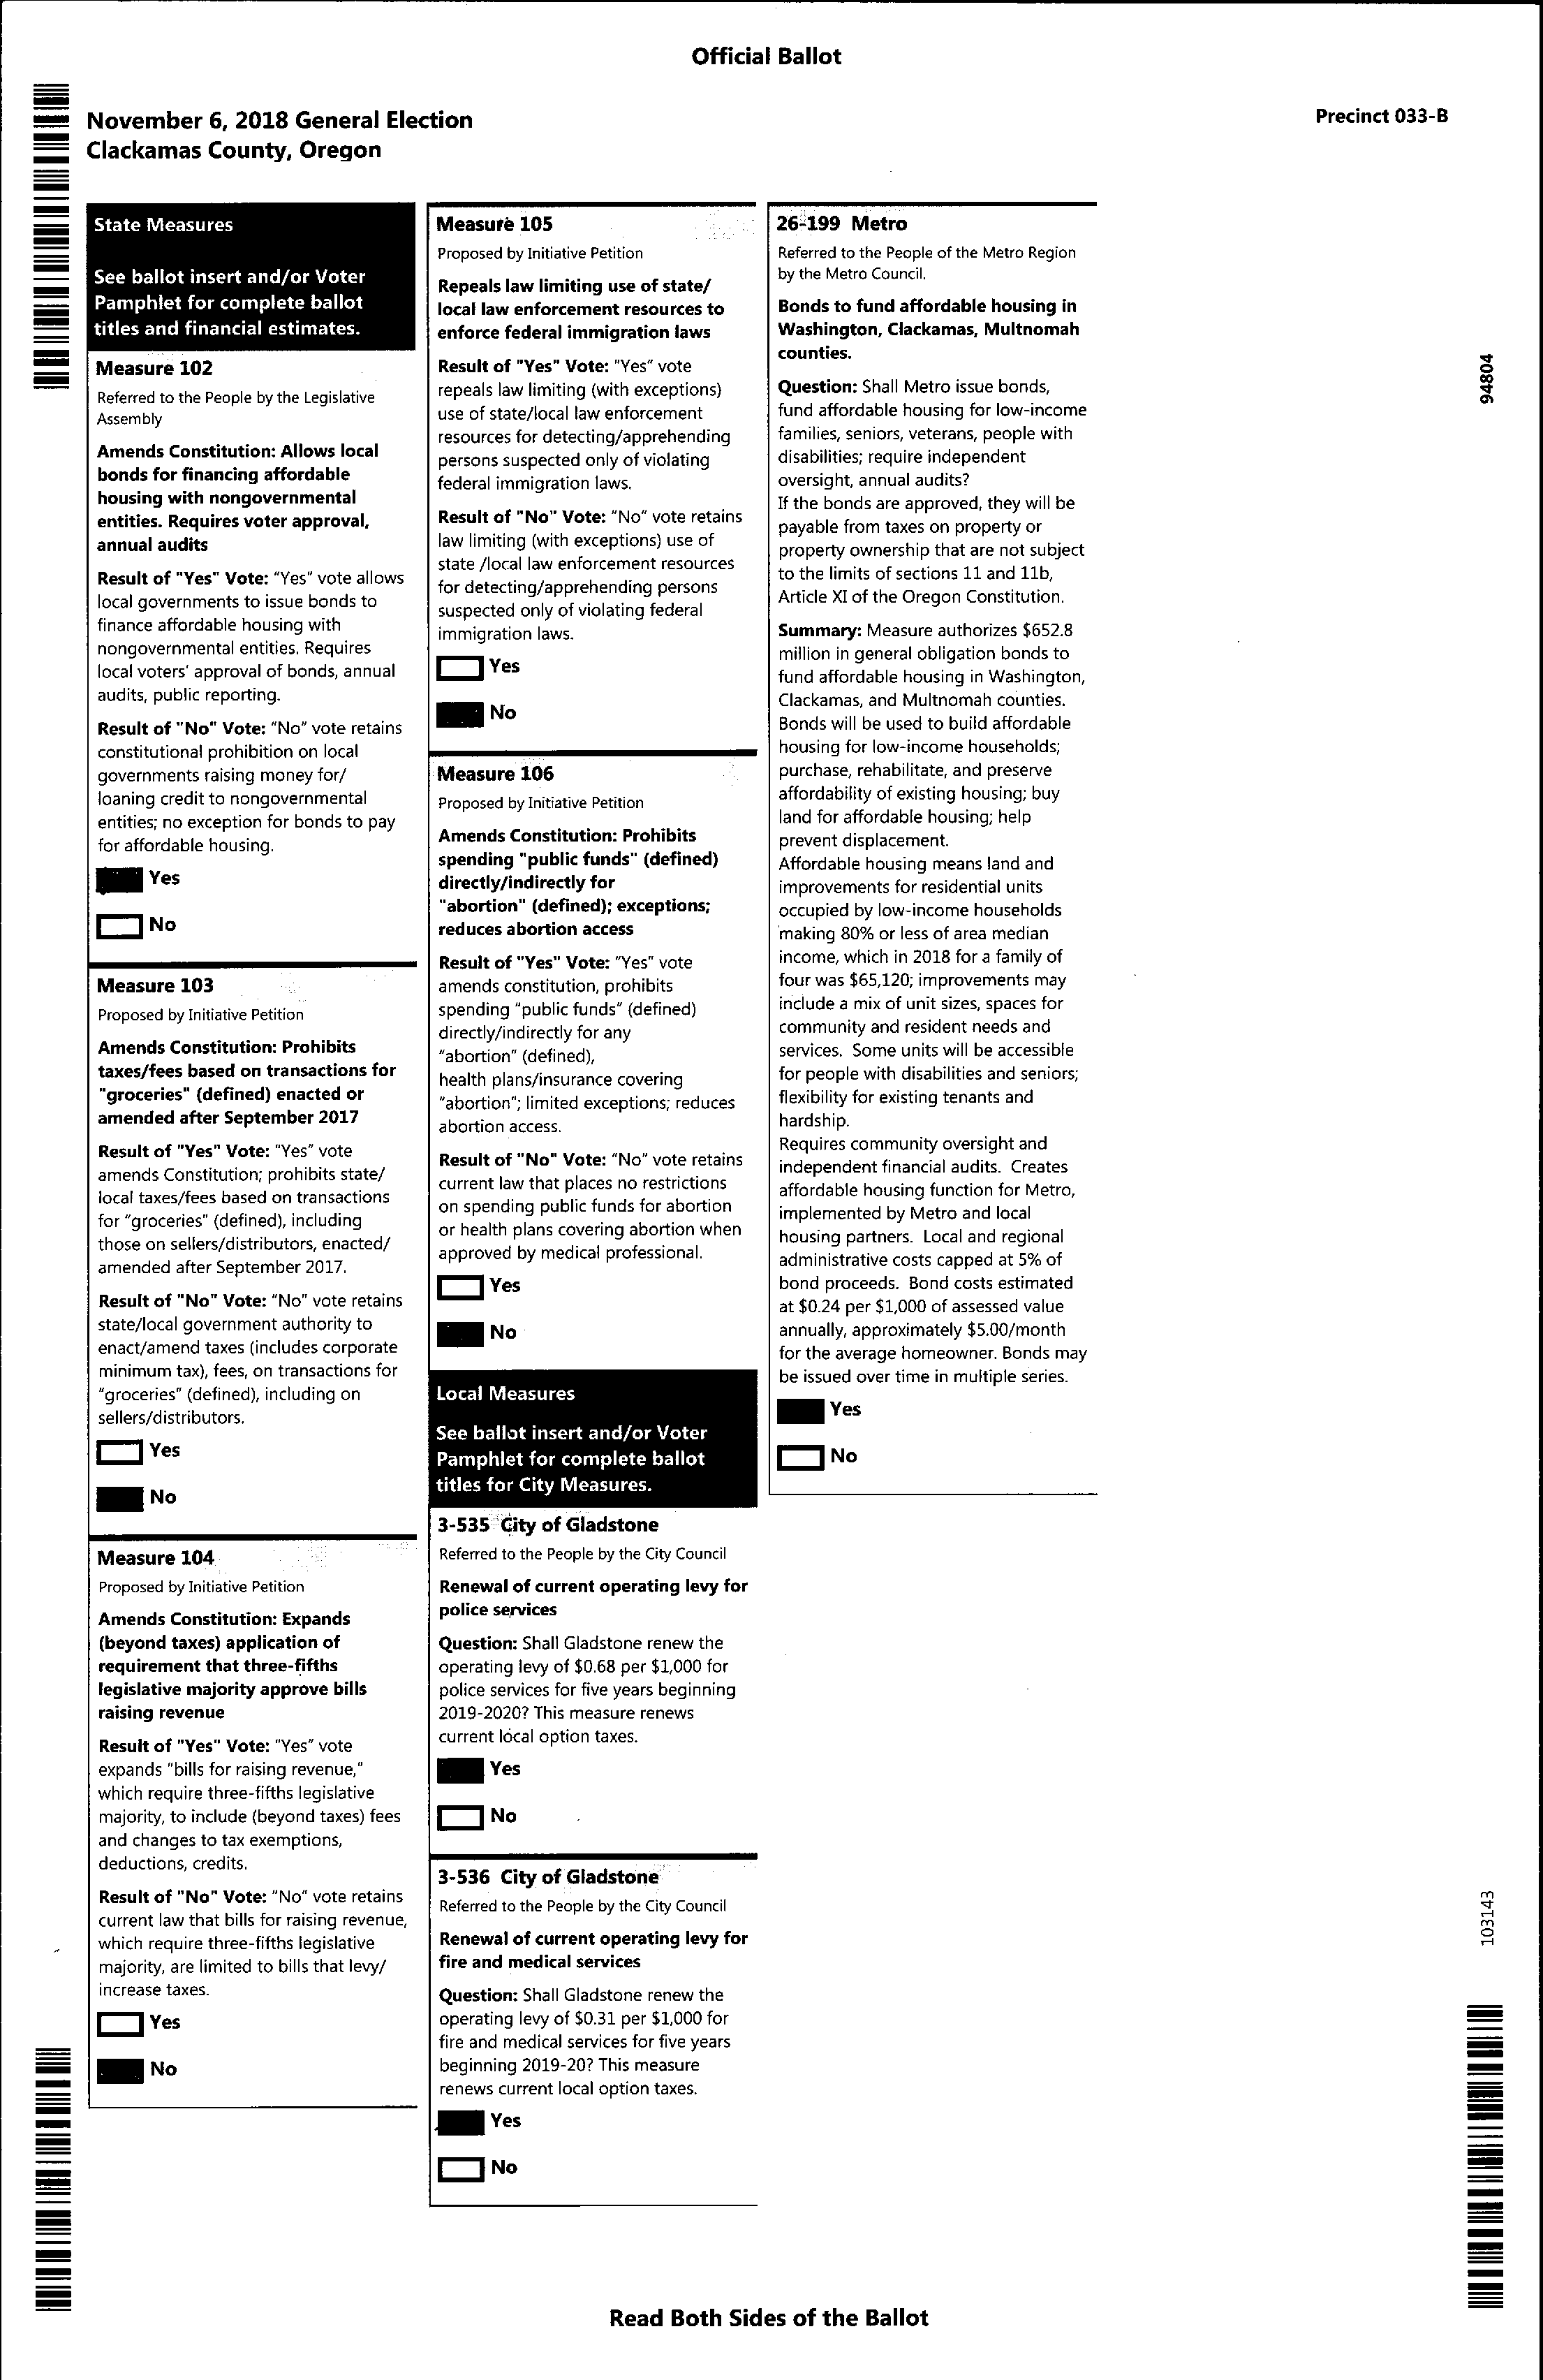 Official Ballot
November 6, 2018 General Election
Clackamas County, Oregon
Precinct 033-B
State Measures
See ballot insert and/or Voter
Pamphlet for complete ballot
titles and financial estimates.
Measure 102
Referred to the People by the Legislative
Assembly
Amends Constitution: Allows local
bonds for financing affordable
housing with nongovernmental
entities. Requires voter approval,
annual audits
Result of "Yes" Vote: "Yes" vote allows
local governments to issue bonds to
finance affordable housing with
nongovernmental entities. Requires
local voters' approval of bonds, annual
audits, public reporting.
Result of "No" Vote: "No" vote retains
constitutional prohibition on local
governments raising money for/
loaning credit to nongovernmental
entities; no exception for bonds to pay
for affordable housing.
Yes
No
Measure 103
Proposed by Initiative Petition
Amends Constitution: Prohibits
taxes/fees based on transactions for
"groceries" (defined) enacted or
amended after September 2017
Result of "Yes" Vote: "Yes" vote
amends Constitution; prohibits state/
local taxes/fees based on transactions
for "groceries" (defined), including
those on sellers/distributors, enacted/
amended after September 2017.
Result of "No" Vote: "No" vote retains
state/local government authority to
enact/amend taxes (includes corporate
minimum tax), fees, on transactions for
"groceries" (defined), including on
sellers/distributors.
Yes
No
Measure 104
Proposed by Initiative Petition
Amends Constitution: Expands
(beyond taxes) application of
requirement that three-fifths
legislative majority approve bills
raising revenue
Result of "Yes" Vote: "Yes" vote
expands "bills for raising revenue,"
which require three-fifths legislative
majority, to include (beyond taxes) fees
and changes to tax exemptions,
deductions, credits.
Result of "No" Vote: "No" vote retains
current law that bills for raising revenue,
which require three-fifths legislative
majority, are limited to bills that levy/
increase taxes.
Yes
No
Measure 105
Proposed by Initiative Petition
Repeals law limiting use of state/
local law enforcement resources to
enforce federal immigration laws
Result of "Yes" Vote: "Yes" vote
repeals law limiting (with exceptions)
use of state/local law enforcement
resources for detecting/apprehending
persons suspected only of violating
federal immigration laws.
Result of "No" Vote: "No" vote retains
law limiting (with exceptions) use of
state /local law enforcement resources
for detecting/apprehending persons
suspected only of violating federal
immigration laws.
Yes
No
Measure 106
Proposed by Initiative Petition
Amends Constitution: Prohibits
spending "public funds" (defined)
directly/indirectly for
"abortion" (defined); exceptions;
reduces abortion access
Result of "Yes" Vote: "Yes" vote
amends constitution, prohibits
spending "public funds" (defined)
directly/indirectly for any
"abortion" (defined),
health plans/insurance covering
"abortion"; limited exceptions; reduces
abortion access.
Result of "No" Vote: "No" vote retains
current law that places no restrictions
on spending public funds for abortion
or health plans covering abortion when
approved by medical professional.
Yes
No
Local Measures
See ballot insert and/or Voter
Pamphlet for complete ballot
titles for City Measures.
3-535 City of Gladstone
Referred to the People by the City Council
Renewal of current operating levy for
police services
Question: Shall Gladstone renew the
operating levy of $0.68 per $1,000 for
police services for five years beginning
2019-2020? This measure renews
current local option taxes.
Yes
No
3-536 City of Gladstone
Referred to the People by the City Council
Renewal of current operating levy for
fire and medical services
Question: Shall Gladstone renew the
operating levy of $0.31 per $1,000 for
fire and medical services for five years
beginning 2019-20? This measure
renews current local option taxes.
Yes
No
26-199 Metro
Referred to the People of the Metro Region
by the Metro Council.
Bonds to fund affordable housing in
Washington, Clackamas, Multnomah
counties.
Question: Shall Metro issue bonds,
fund affordable housing for low-income
families, seniors, veterans, people with
disabilities; require independent
oversight, annual audits?
If the bonds are approved, they will be
payable from taxes on property or
property ownership that are not subject
to the limits of sections 11 and 11b,
Article XI of the Oregon Constitution.
Summary: Measure authorizes $652.8
million in general obligation bonds to
fund affordable housing in Washington,
Clackamas, and Multnomah counties.
Bonds will be used to build affordable
housing for low-income households;
purchase, rehabilitate, and preserve
affordability of existing housing; buy
land for affordable housing; help
prevent displacement.
Affordable housing means land and
improvements for residential units
occupied by low-income households
making 80% or less of area median
income, which in 2018 for a family of
four was $65,120; improvements may
include a mix of unit sizes, spaces for
community and resident needs and
services. Some units will be accessible
for people with disabilities and seniors;
flexibility for existing tenants and
hardship.
Requires community oversight and
independent financial audits. Creates
affordable housing function for Metro,
implemented by Metro and local
housing partners. Local and regional
administrative costs capped at 5% of
bond proceeds. Bond costs estimated
at $0.24 per $1,000 of assessed value
annually, approximately $5.00/month
for the average homeowner. Bonds may
be issued over time in multiple series.
Yes
No
94804
103143
Read Both Sides of the Ballot